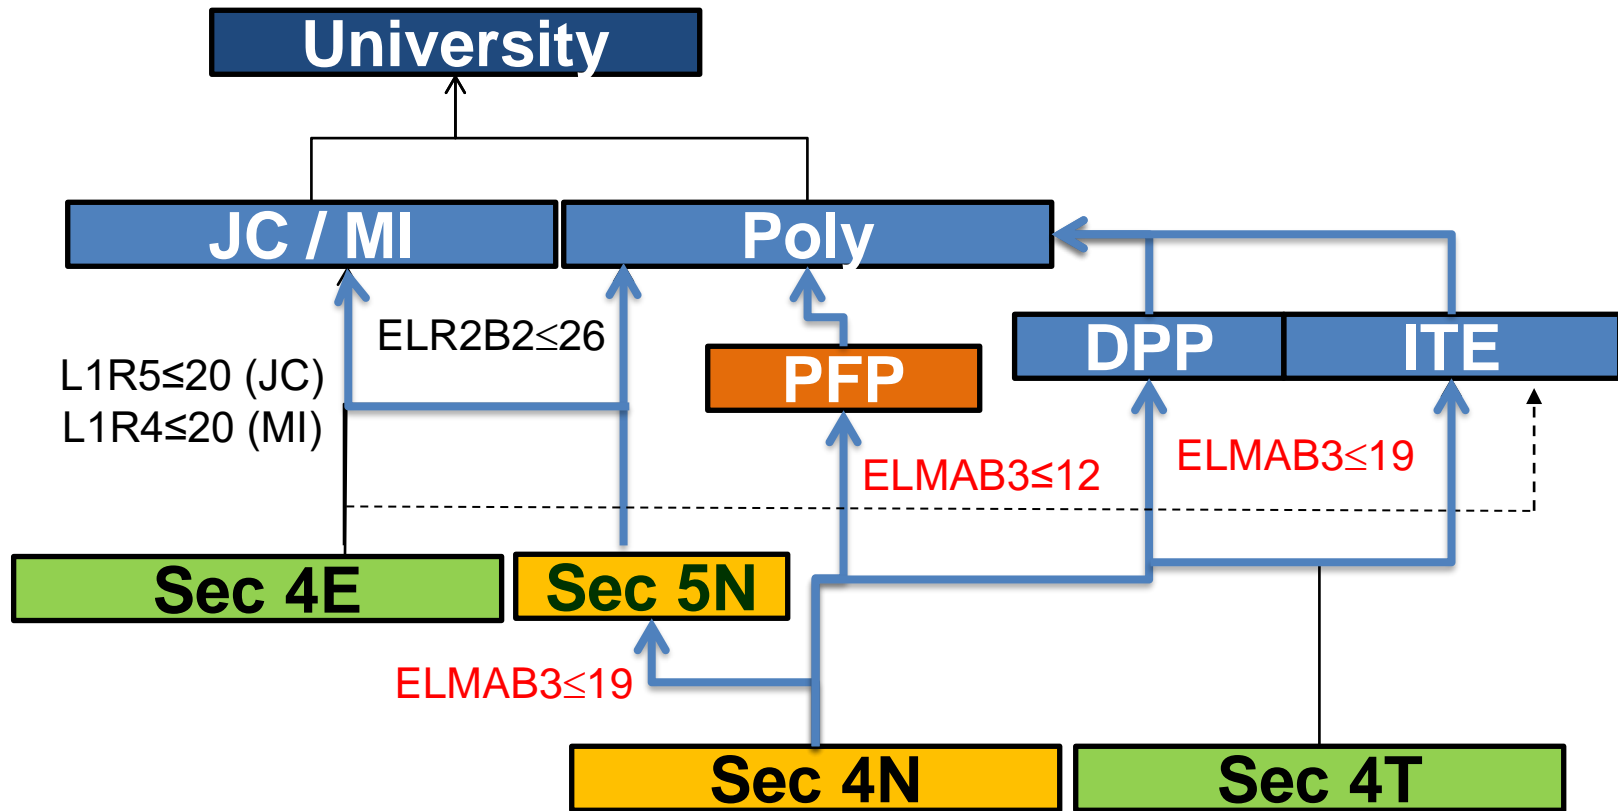 University
JC / MI
Poly
ELR2B2≤26
DPP
ITE
L1R5≤20 (JC)
L1R4≤20 (MI)
PFP
ELMAB3≤12
ELMAB3≤19
Sec 4E
Sec 5N
ELMAB3≤19
Sec 4N
Sec 4T